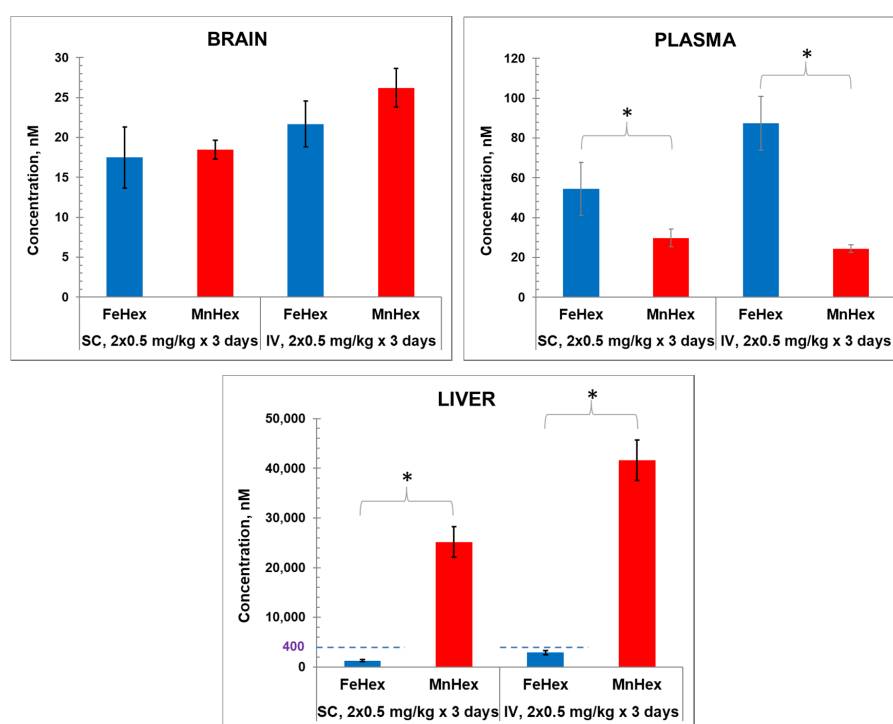 BRAIN
Concentration, nM
30
25
20
15
10
5
0
FeHex MnHex FeHex MnHex
SC, 2x0.5 mg/kg x 3 days IV, 2x0.5 mg/kg x 3 days
PLASMA
Concentration, nM
120
100
80
60
40
20
0
*
*
FeHex MnHex FeHex MnHex
SC, 2x0.5 mg/kg x 3 days IV, 2x0.5 mg/kg x 3 days
LIVER
Concentration, nM
50,000
40,000
30,000
20,000
10,000
400
0
*
*
FeHex MnHex FeHex MnHex
SC, 2x0.5 mg/kg x 3 days IV, 2x0.5 mg/kg x 3 days